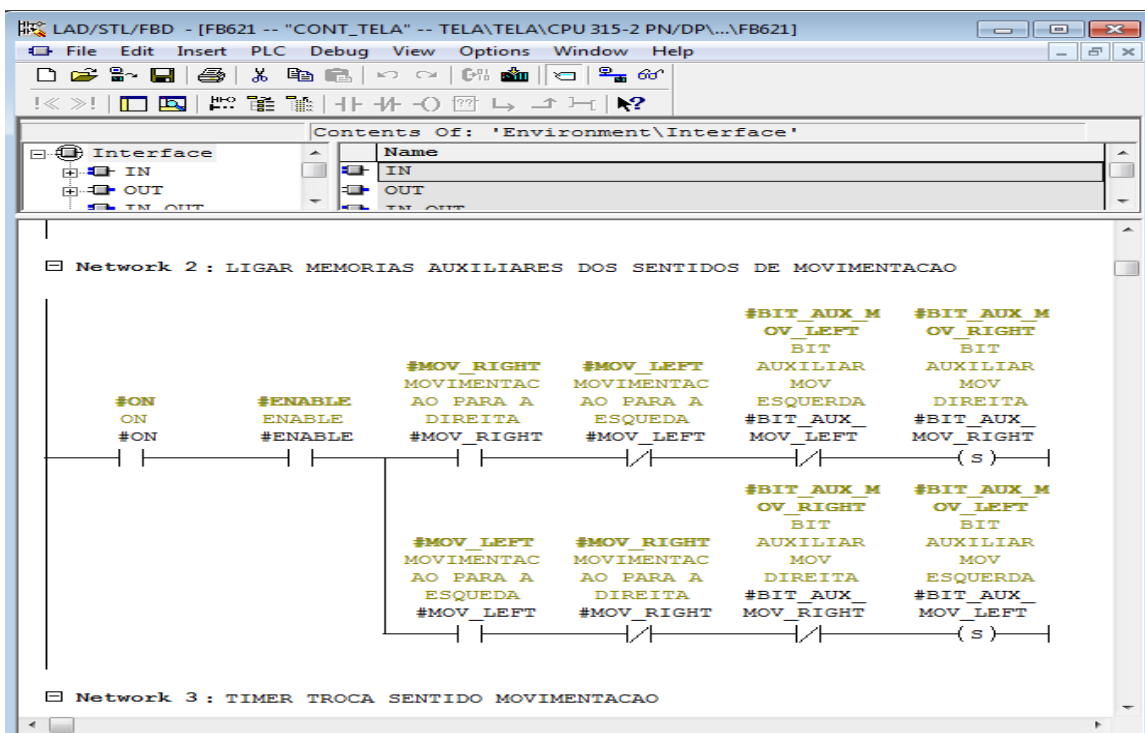 LAD/STL/FBD - [FB621 -- "CONT_TELA" -- TELA\TELA\CPU 315-2 PN/DP\...\FB621]
File Edit Insert PLC Debug View Options Window Help
Contents Of: 'Environment\Interface'
Interface
IN
OUT
IN_OUT
Name
IN
OUT
IN_OUT
Network 2 : LIGAR MEMORIAS AUXILIARES DOS SENTIDOS DE MOVIMENTACAO
#ON
ON
#ON
#ENABLE
ENABLE
#ENABLE
#MOV_RIGHT
MOVIMENTAC
AO PARA A
DIREITA
#MOV_RIGHT
#MOV_LEFT
MOVIMENTAC
AO PARA A
ESQUEDA
#MOV_LEFT
#BIT_AUX_M
OV_LEFT
BIT
AUXILIAR
MOV
ESQUERDA
#BIT_AUX_
MOV_LEFT
#BIT_AUX_M
OV_RIGHT
BIT
AUXILIAR
MOV
DIREITA
#BIT_AUX_
MOV_RIGHT
S
#MOV_LEFT
MOVIMENTAC
AO PARA A
ESQUEDA
#MOV_LEFT
#MOV_RIGHT
MOVIMENTAC
AO PARA A
DIREITA
#MOV_RIGHT
#BIT_AUX_M
OV_RIGHT
BIT
AUXILIAR
MOV
DIREITA
#BIT_AUX_
MOV_RIGHT
#BIT_AUX_M
OV_LEFT
BIT
AUXILIAR
MOV
ESQUERDA
#BIT_AUX_
MOV_LEFT
S
Network 3 : TIMER TROCA SENTIDO MOVIMENTACAO